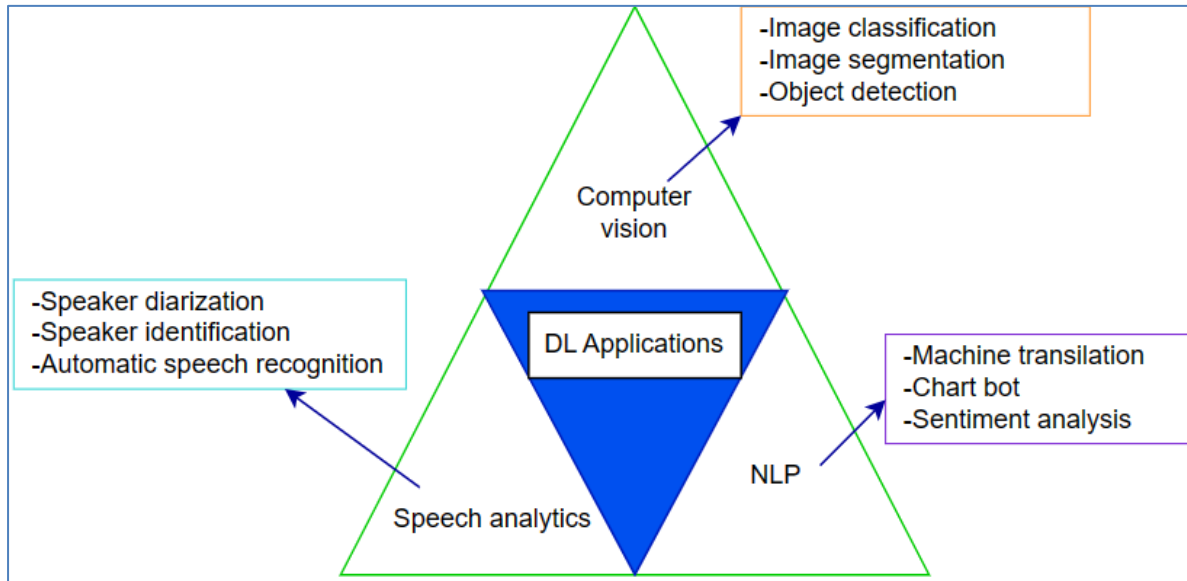 -Image classification
-Image segmentation
-Object detection
Computer
vision
-Speaker diarization
-Speaker identification
-Automatic speech recognition
DL Applications
-Machine transilation
-Chart bot
-Sentiment analysis
NLP
Speech analytics